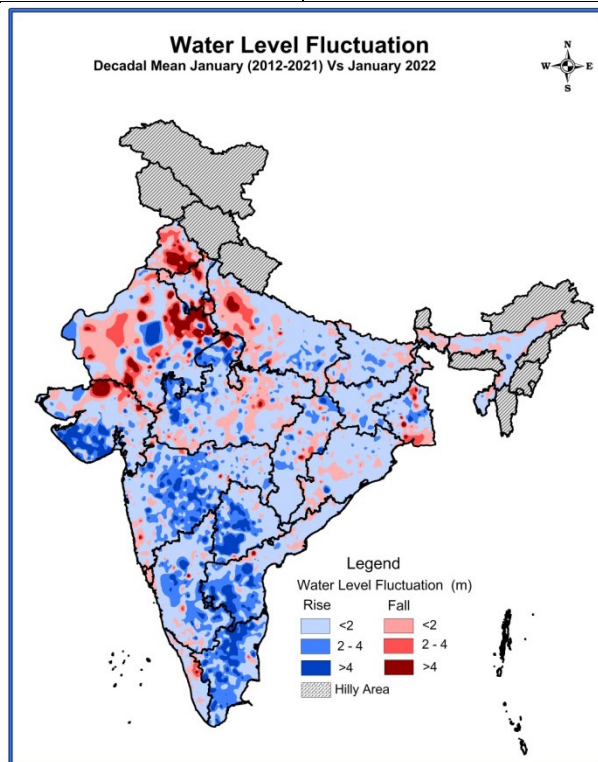 Water Level Fluctuation
Decadal Mean January (2012-2021) Vs January 2022
N
W E
S
Legend
Water Level Fluctuation (m)
Rise Fall
<2 <2
2 - 4 2 - 4
>4 >4
Hilly Area